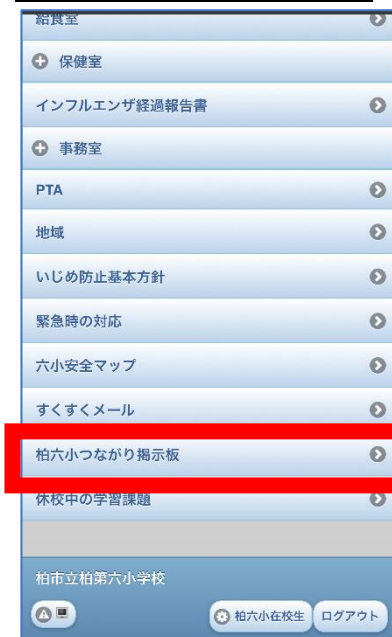 給食室
保健室
インフルエンザ経過報告書
事務室
PTA
地域
いじめ防止基本方針
緊急時の対応
六小安全マップ
すくすくメール
柏六小つながり掲示板
休校中の学習課題
柏市立柏第六小学校
柏六小在校生 ログアウト